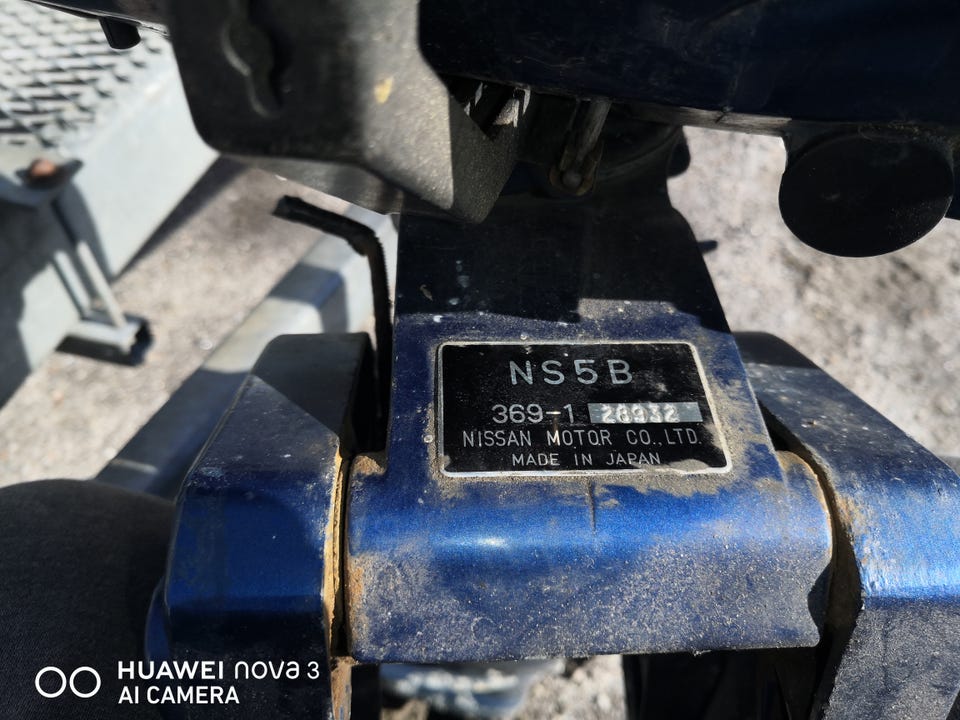 NS5B
369-1 28932
NISSAN MOTOR CO.,LTD.
MADE IN JAPAN
HUAWEI nova 3
AI CAMERA